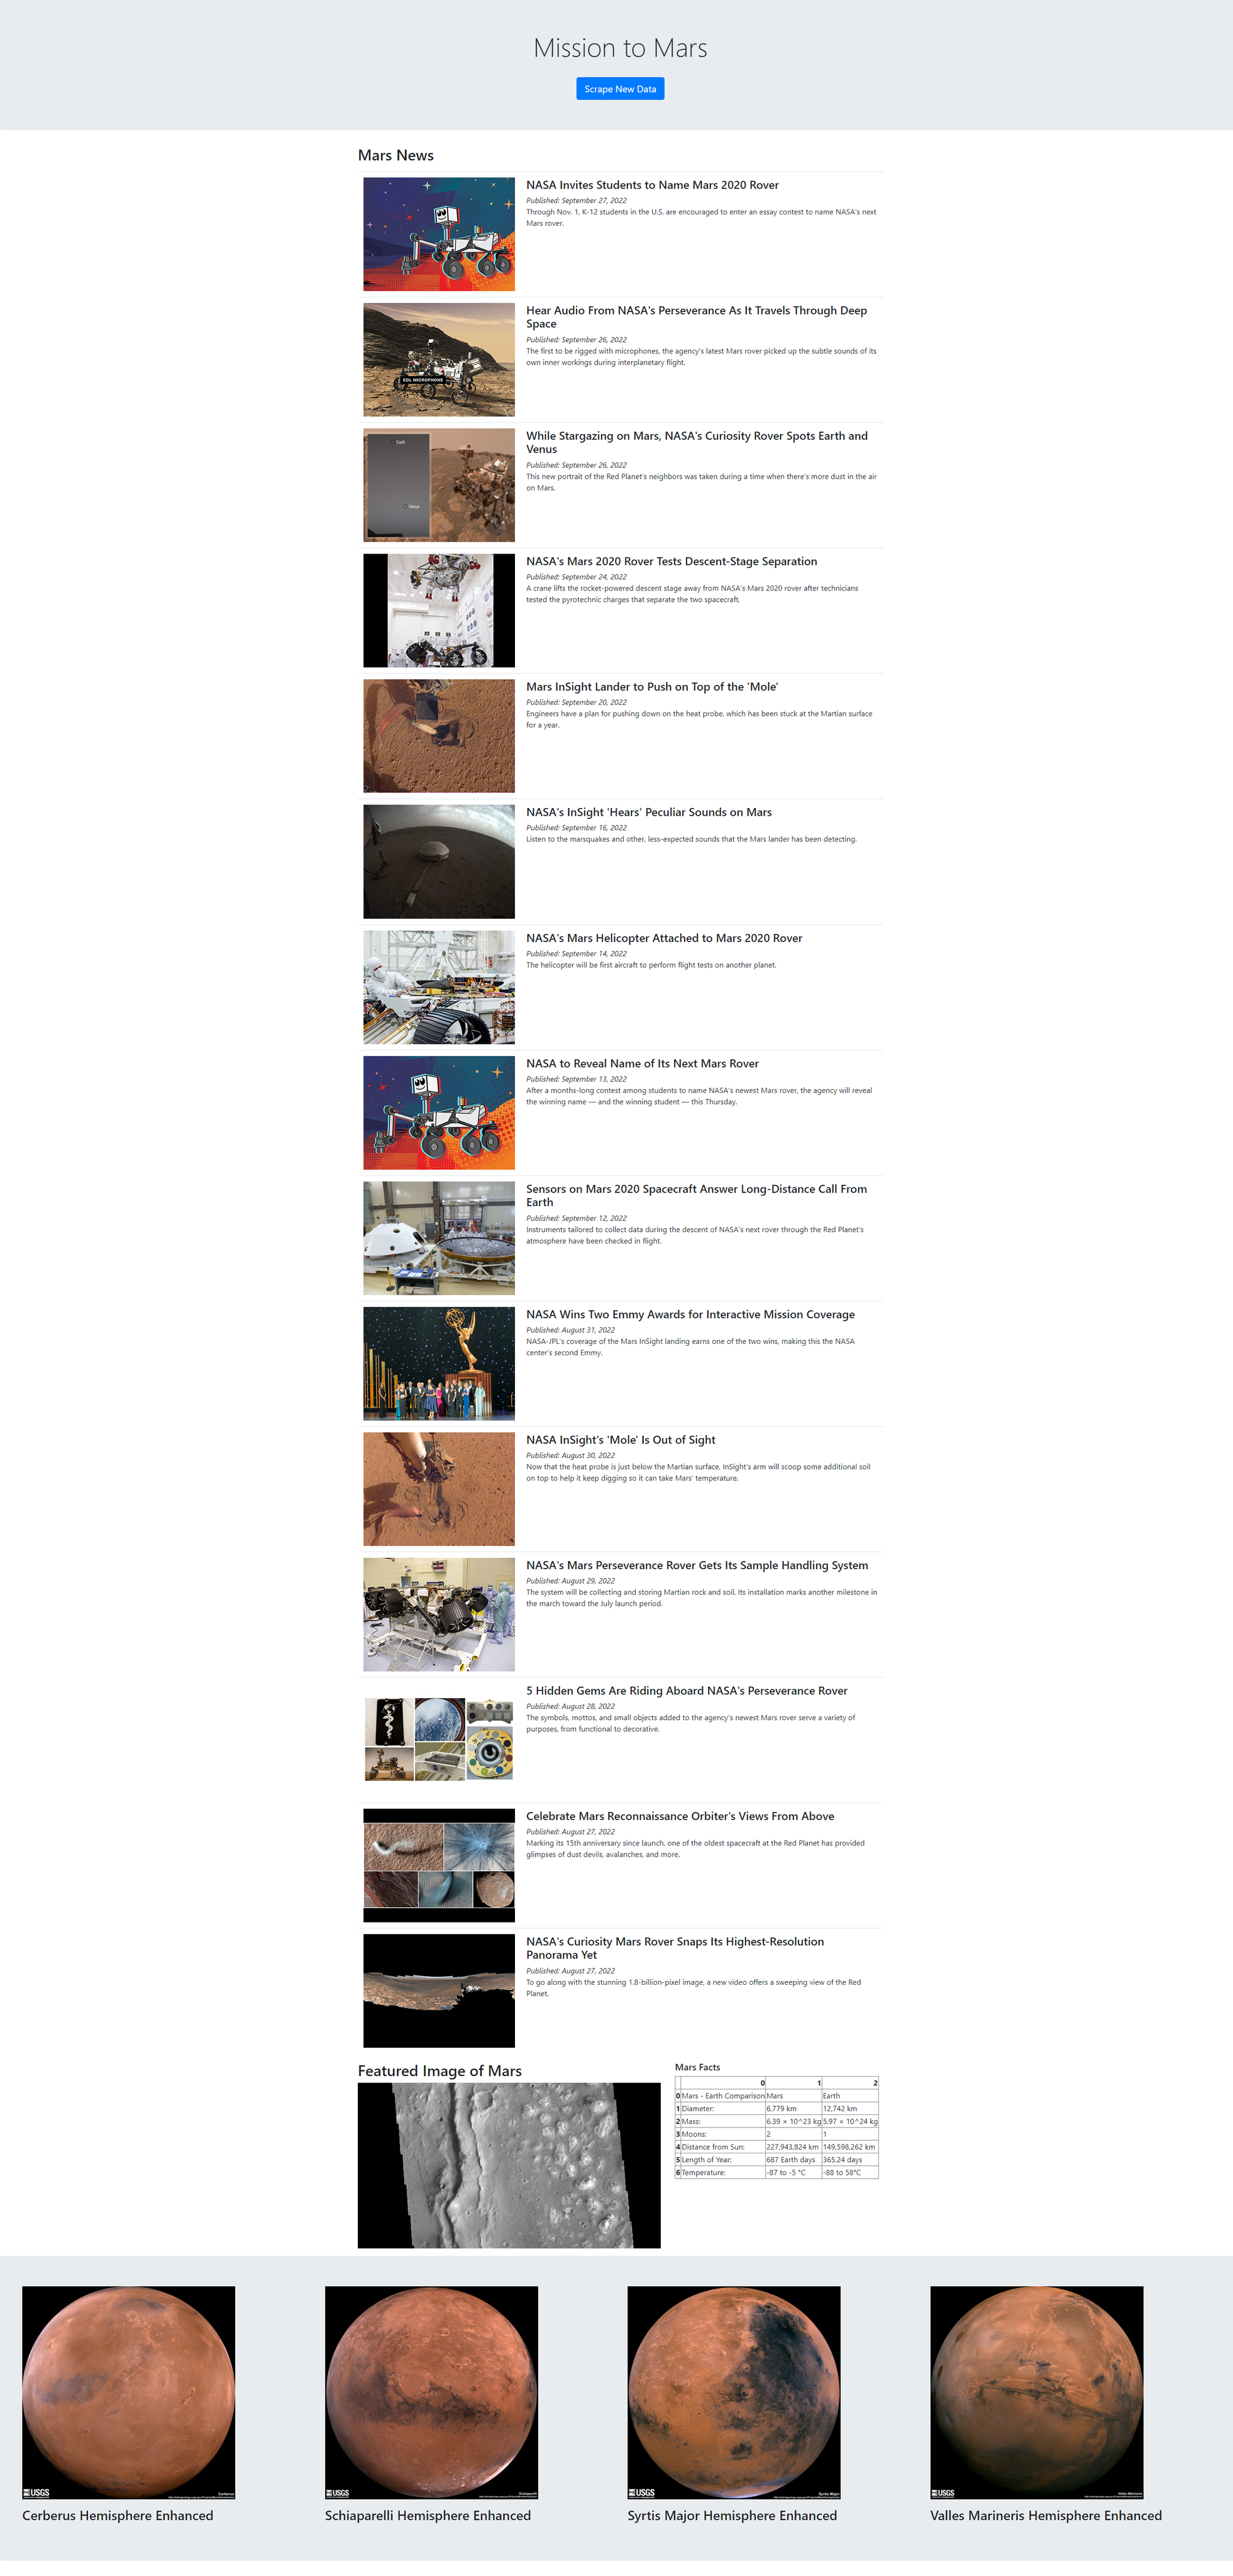 Mission to Mars
Scrape New Data
Mars News
NASA Invites Students to Name Mars 2020 Rover
Published: September 27, 2022
Through Nov. 1, K-12 students in the U.S. are encouraged to enter an essay contest to name NASA's next
Mars rover.
Hear Audio From NASA's Perseverance As It Travels Through Deep
Space
Published: September 26, 2022
The first to be rigged with microphones, the agency's latest Mars rover picked up the subtle sounds of its
own inner workings during interplanetary flight.
EDL MICROPHONE
While Stargazing on Mars, NASA's Curiosity Rover Spots Earth and
Venus
Published: September 26, 2022
This new portrait of the Red Planet's neighbors was taken during a time when there's more dust in the air
on Mars.
Earth
Venus
NASA's Mars 2020 Rover Tests Descent-Stage Separation
Published: September 24, 2022
A crane lifts the rocket-powered descent stage away from NASA's Mars 2020 rover after technicians
tested the pyrotechnic charges that separate the two spacecraft.
Mars InSight Lander to Push on Top of the 'Mole'
Published: September 20, 2022
Engineers have a plan for pushing down on the heat probe, which has been stuck at the Martian surface
for a year.
NASA's InSight 'Hears' Peculiar Sounds on Mars
Published: September 16, 2022
Listen to the marsquakes and other, less-expected sounds that the Mars lander has been detecting.
NASA's Mars Helicopter Attached to Mars 2020 Rover
Published: September 14, 2022
The helicopter will be first aircraft to perform flight tests on another planet.
NASA to Reveal Name of Its Next Mars Rover
Published: September 13, 2022
After a months-long contest among students to name NASA's newest Mars rover, the agency will reveal
the winning name — and the winning student — this Thursday.
Sensors on Mars 2020 Spacecraft Answer Long-Distance Call From
Earth
Published: September 12, 2022
Instruments tailored to collect data during the descent of NASA's next rover through the Red Planet's
atmosphere have been checked in flight.
NASA Wins Two Emmy Awards for Interactive Mission Coverage
Published: August 31, 2022
NASA-JPL's coverage of the Mars InSight landing earns one of the two wins, making this the NASA
center's second Emmy.
NASA InSight's 'Mole' Is Out of Sight
Published: August 30, 2022
Now that the heat probe is just below the Martian surface, InSight's arm will scoop some additional soil
on top to help it keep digging so it can take Mars' temperature.
NASA's Mars Perseverance Rover Gets Its Sample Handling System
Published: August 29, 2022
The system will be collecting and storing Martian rock and soil. Its installation marks another milestone in
the march toward the July launch period.
5 Hidden Gems Are Riding Aboard NASA's Perseverance Rover
Published: August 28, 2022
The symbols, mottos, and small objects added to the agency's newest Mars rover serve a variety of
purposes, from functional to decorative.
Celebrate Mars Reconnaissance Orbiter's Views From Above
Published: August 27, 2022
Marking its 15th anniversary since launch, one of the oldest spacecraft at the Red Planet has provided
glimpses of dust devils, avalanches, and more.
NASA's Curiosity Mars Rover Snaps Its Highest-Resolution
Panorama Yet
Published: August 27, 2022
To go along with the stunning 1.8-billion-pixel image, a new video offers a sweeping view of the Red
Planet.
Featured Image of Mars
Mars Facts
0 1 2
0 Mars - Earth Comparison Mars Earth
1 Diameter: 6,779 km 12,742 km
2 Mass: 6.39 × 10^23 kg 5.97 × 10^24 kg
3 Moons: 2 1
4 Distance from Sun: 227,943,824 km 149,598,262 km
5 Length of Year: 687 Earth days 365.24 days
6 Temperature: -87 to -5 °C -88 to 58°C
USGS Cerberus
USGS Schiaparelli
USGS Syrtis Major
USGS Valles Marineris
Cerberus Hemisphere Enhanced
Schiaparelli Hemisphere Enhanced
Syrtis Major Hemisphere Enhanced
Valles Marineris Hemisphere Enhanced